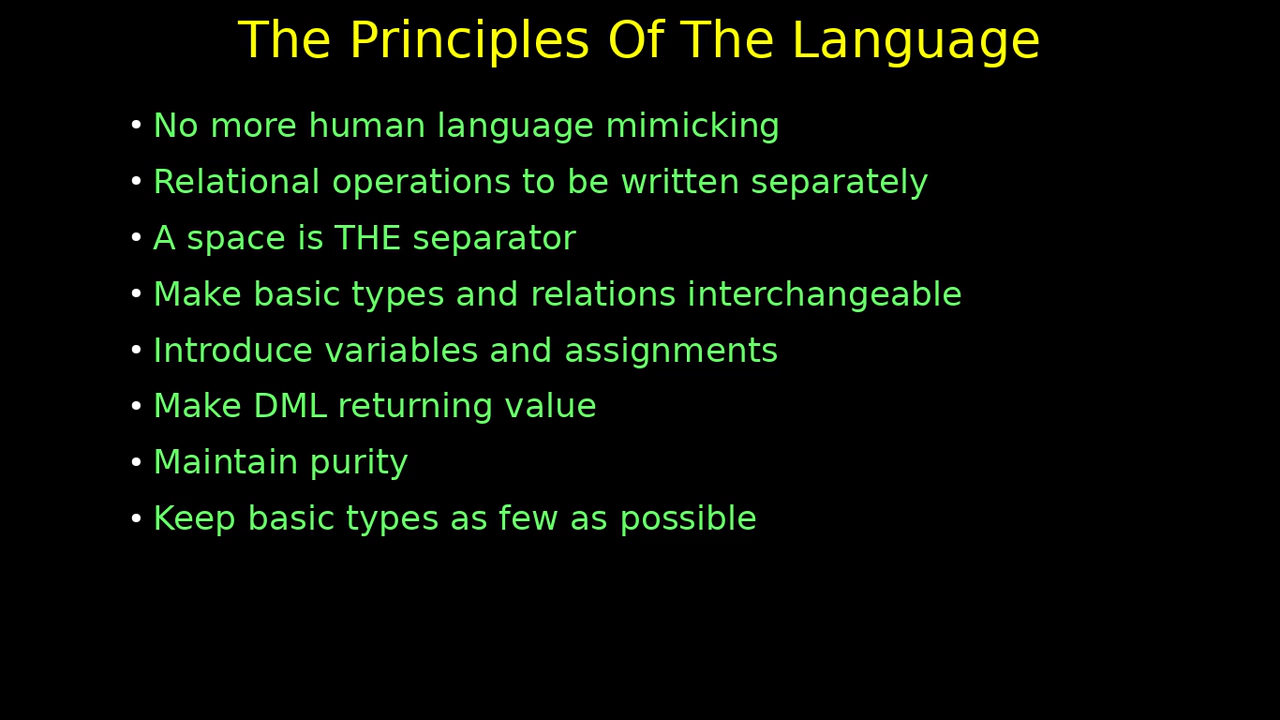 The Principles Of The Language
• No more human language mimicking
• Relational operations to be written separately
• A space is THE separator
• Make basic types and relations interchangeable
• Introduce variables and assignments
• Make DML returning value
• Maintain purity
• Keep basic types as few as possible